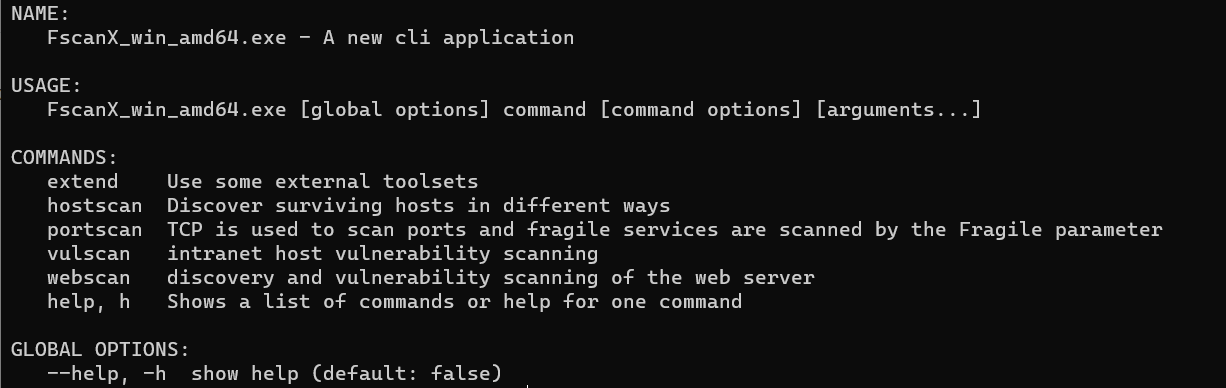 NAME:
FscanX_win_amd64.exe - A new cli application
USAGE:
FscanX_win_amd64.exe [global options] command [command options] [arguments...]
COMMANDS:
extend    Use some external toolsets
hostscan  Discover surviving hosts in different ways
portscan  TCP is used to scan ports and fragile services are scanned by the Fragile parameter
vulscan   intranet host vulnerability scanning
webscan   discovery and vulnerability scanning of the web server
help, h   Shows a list of commands or help for one command
GLOBAL OPTIONS:
--help, -h  show help (default: false)